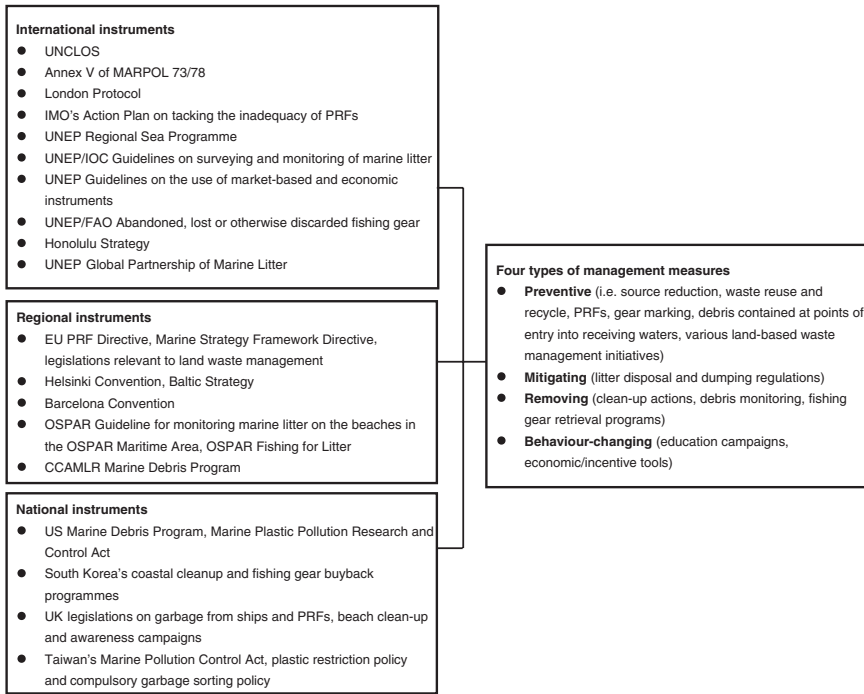 International instruments
● UNCLOS
● Annex V of MARPOL 73/78
● London Protocol
● IMO's Action Plan on tacking the inadequacy of PRFs
● UNEP Regional Sea Programme
● UNEP/IOC Guidelines on surveying and monitoring of marine litter
● UNEP Guidelines on the use of market-based and economic
instruments
● UNEP/FAO Abandoned, lost or otherwise discarded fishing gear
● Honolulu Strategy
● UNEP Global Partnership of Marine Litter
Regional instruments
● EU PRF Directive, Marine Strategy Framework Directive,
legislations relevant to land waste management
● Helsinki Convention, Baltic Strategy
● Barcelona Convention
● OSPAR Guideline for monitoring marine litter on the beaches in
the OSPAR Maritime Area, OSPAR Fishing for Litter
● CCAMLR Marine Debris Program
National instruments
● US Marine Debris Program, Marine Plastic Pollution Research and
Control Act
● South Korea's coastal cleanup and fishing gear buyback
programmes
● UK legislations on garbage from ships and PRFs, beach clean-up
and awareness campaigns
● Taiwan's Marine Pollution Control Act, plastic restriction policy
and compulsory garbage sorting policy
Four types of management measures
● Preventive (i.e. source reduction, waste reuse and
recycle, PRFs, gear marking, debris contained at points of
entry into receiving waters, various land-based waste
management initiatives)
● Mitigating (litter disposal and dumping regulations)
● Removing (clean-up actions, debris monitoring, fishing
gear retrieval programs)
● Behaviour-changing (education campaigns,
economic/incentive tools)